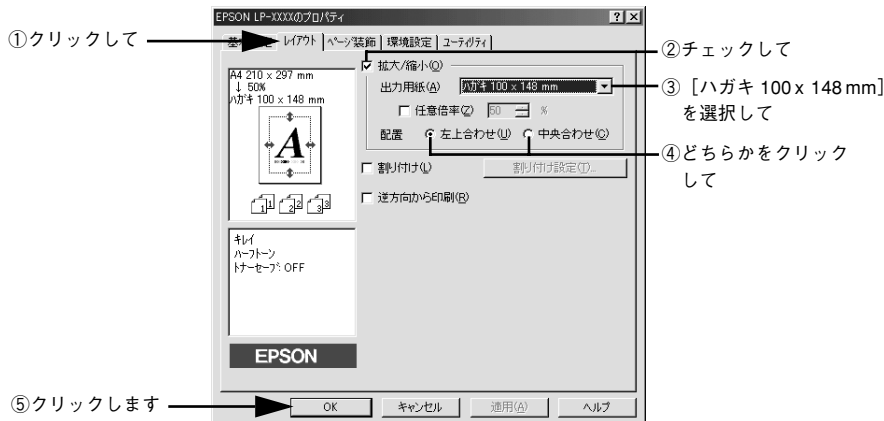 EPSON LP-XXXXのプロパティ
①クリックして
レイアウト ページ装飾 環境設定 ユーティリティ
②チェックして
拡大/縮小(O)
A4 210 x 297 mm
↓ 50%
ハガキ 100 x 148 mm
出力用紙(A) ハガキ 100 x 148 mm
③［ハガキ 100 x 148 mm］
を選択して
任意倍率(Z) 50 %
配置 左上合わせ(U) 中央合わせ(C)
④どちらかをクリック
して
A
割り付け(L) 割り付け設定(T)...
逆方向から印刷(R)
1 1 2 2 3 3
キレイ
ハーフトーン
トナーセーブ: OFF
EPSON
⑤クリックします
OK キャンセル 適用(A) ヘルプ